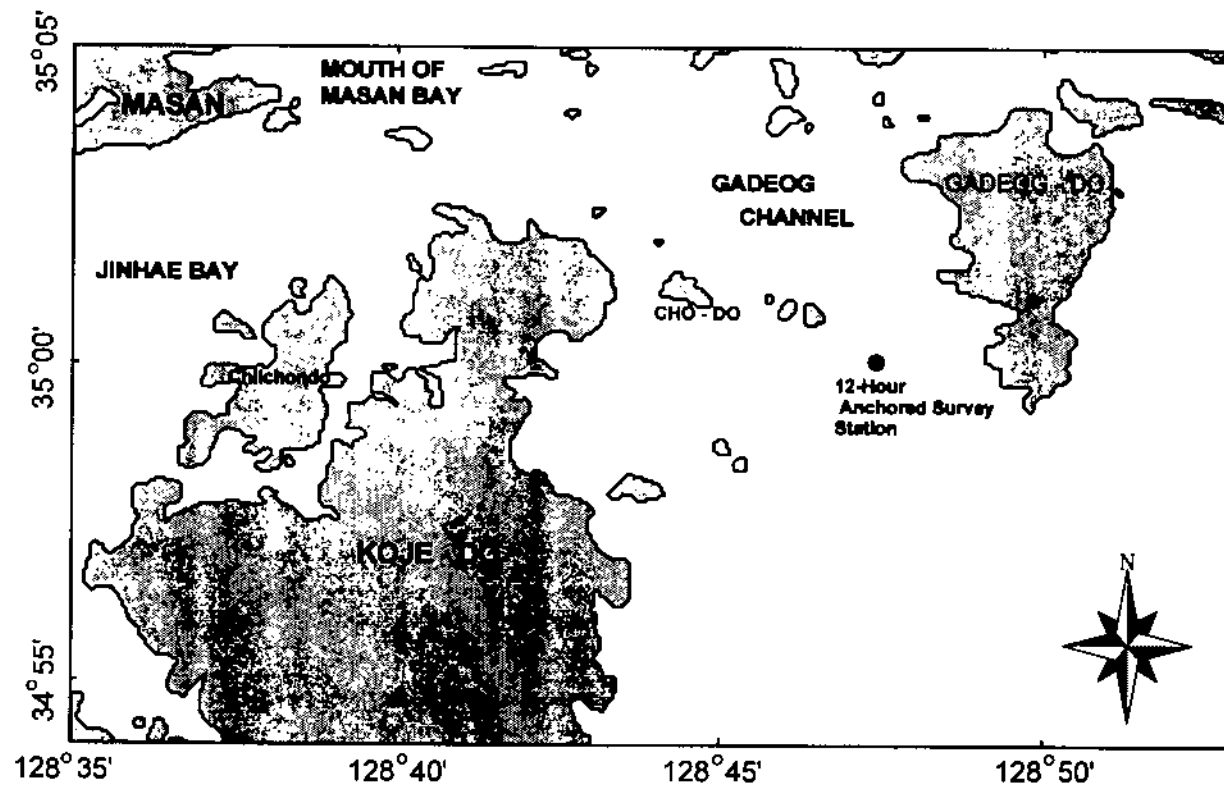 35°05'
MOUTH OF
MASAN BAY
MASAN
GADEOG
CHANNEL
GADEOG - DO
JINHAE BAY
CHO - DO
35°00'
Chilchondo
12-Hour
Anchored Survey
Station
KOJE - DO
N
34°55'
128°35'
128°40'
128°45'
128°50'